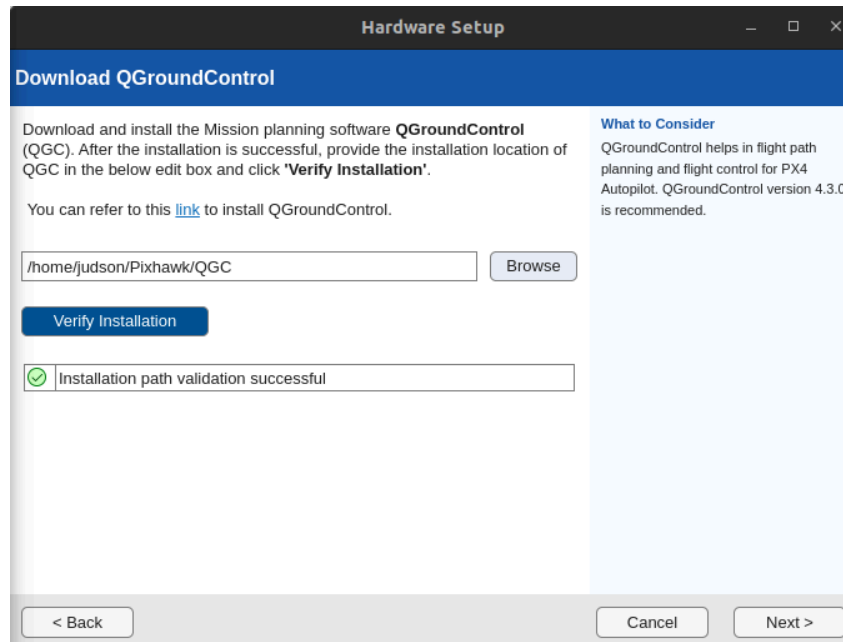 Hardware Setup
Download QGroundControl
Download and install the Mission planning software QGroundControl
(QGC). After the installation is successful, provide the installation location of
QGC in the below edit box and click 'Verify Installation'.
You can refer to this link to install QGroundControl.
/home/judson/Pixhawk/QGC
Browse
Verify Installation
Installation path validation successful
What to Consider
QGroundControl helps in flight path
planning and flight control for PX4
Autopilot. QGroundControl version 4.3.0
is recommended.
< Back
Cancel
Next >